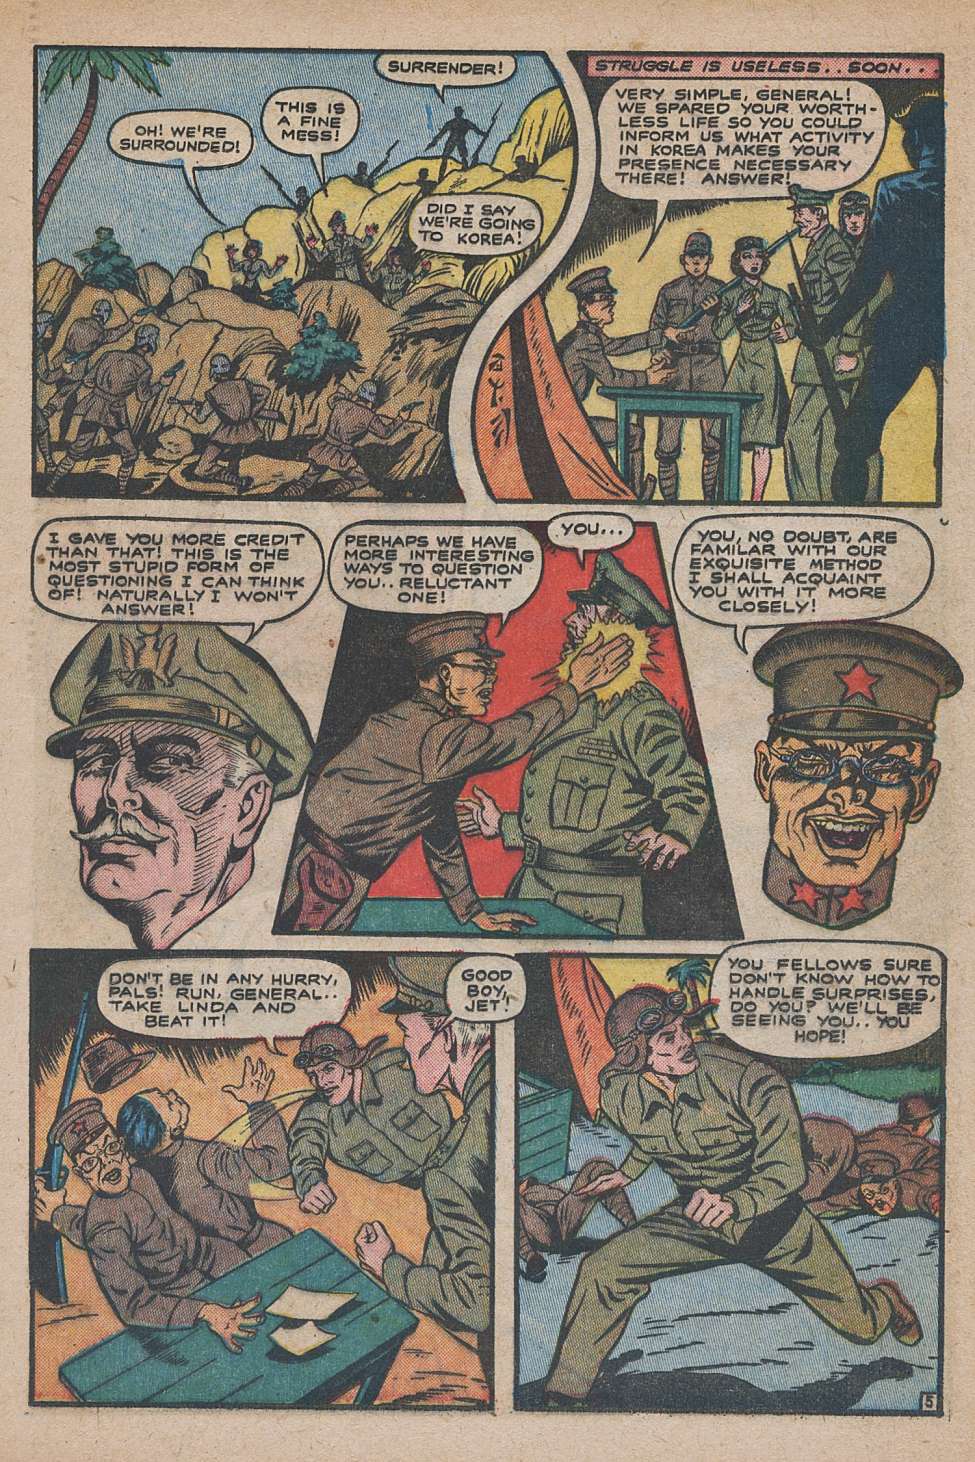 SURRENDER!
THIS IS
A FINE
MESS!
OH! WE'RE
SURROUNDED!
DID I SAY
WE'RE GOING
TO KOREA!
STRUGGLE IS USELESS..SOON..
VERY SIMPLE, GENERAL!
WE SPARED YOUR WORTH-
LESS LIFE SO YOU COULD
INFORM US WHAT ACTIVITY
IN KOREA MAKES YOUR
PRESENCE NECESSARY
THERE! ANSWER!
I GAVE YOU MORE CREDIT
THAN THAT! THIS IS THE
MOST STUPID FORM OF
QUESTIONING I CAN THINK
OF! NATURALLY I WON'T
ANSWER!
PERHAPS WE HAVE
MORE INTERESTING
WAYS TO QUESTION
YOU.. RELUCTANT
ONE!
YOU...
YOU, NO DOUBT, ARE
FAMILIAR WITH OUR
EXQUISITE METHOD
I SHALL ACQUAINT
YOU WITH IT MORE
CLOSELY!
DON'T BE IN ANY HURRY,
PALS! RUN, GENERAL..
TAKE LINDA AND
BEAT IT!
GOOD
BOY,
JET!
YOU FELLOWS SURE
DON'T KNOW HOW TO
HANDLE SURPRISES,
DO YOU? WE'LL BE
SEEING YOU..YOU
HOPE!
5